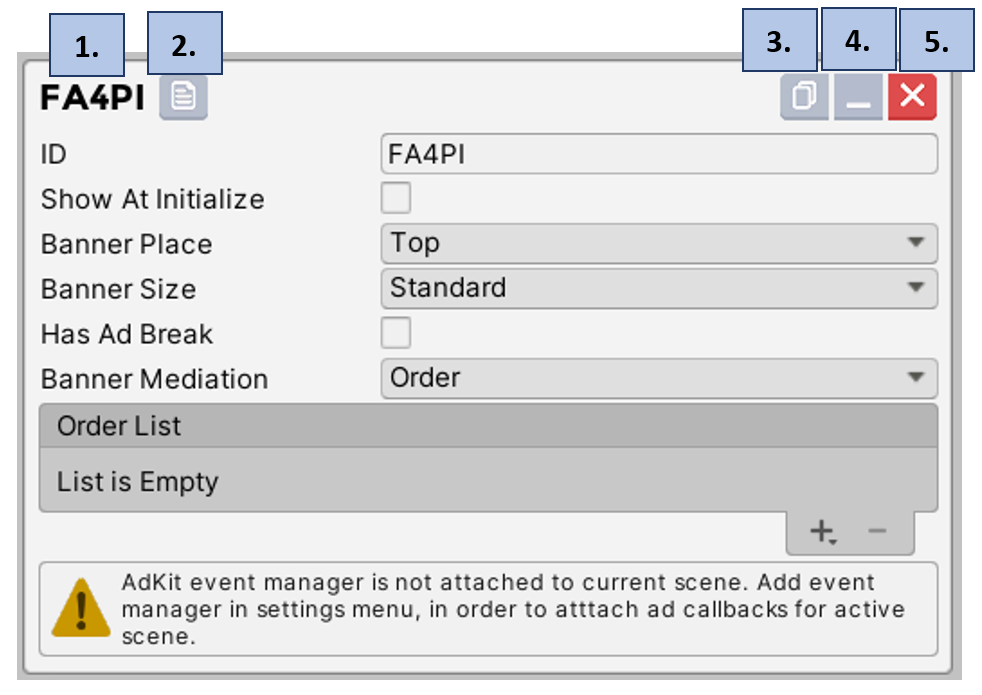 1. 2. 3. 4. 5.
FA4PI
ID FA4PI
Show At Initialize
Banner Place Top
Banner Size Standard
Has Ad Break
Banner Mediation Order
Order List
List is Empty
AdKit event manager is not attached to current scene. Add event
manager in settings menu, in order to atttach ad callbacks for active
scene.